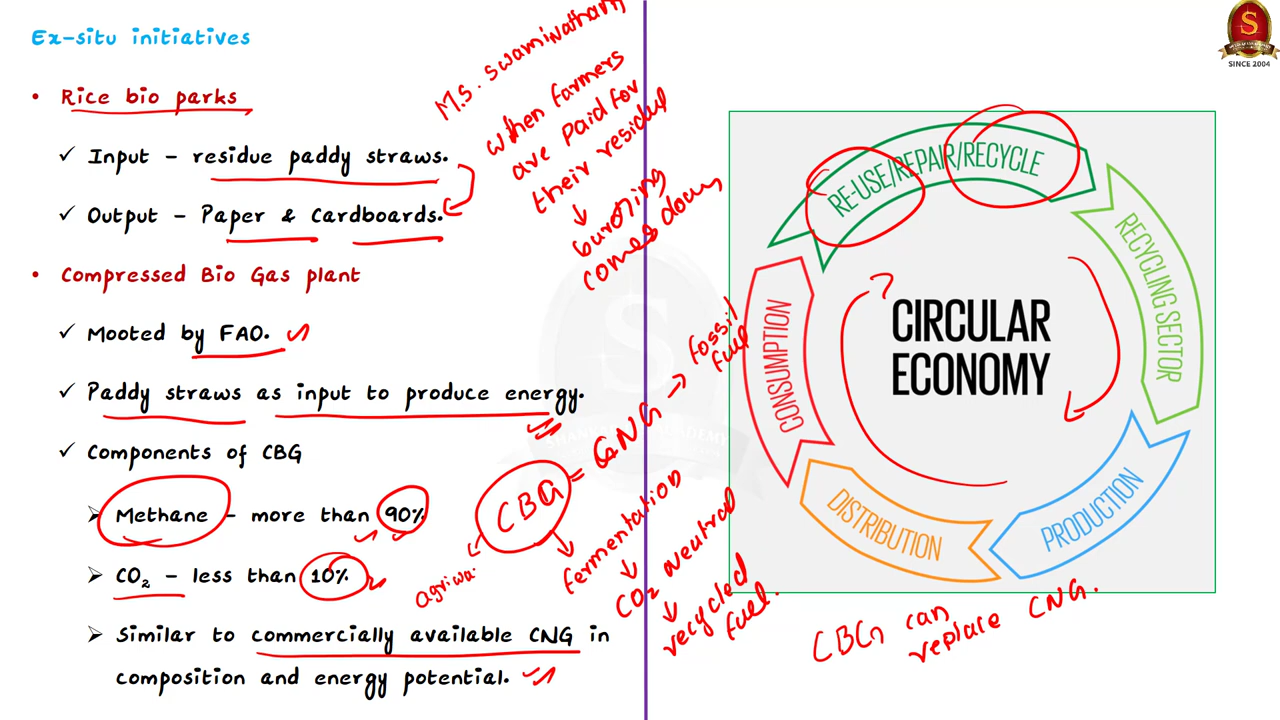 Ex-situ initiatives
• Rice bio parks
✓ Input – residue paddy straws.
✓ Output – Paper & Cardboards.
• Compressed Bio Gas plant
✓ Mooted by FAO.
✓ Paddy straws as input to produce energy.
✓ Components of CBG
➤ Methane – more than 90%
➤ CO₂ – less than 10%
➤ Similar to commercially available CNG in
composition and energy potential.
M.S. Swaminathan
When farmers
are paid for
their residue
↓
burning
comes down
CBG = CNG → fossil
fuel
agriwa.
fermentation
↓
CO₂ neutral
↓
recycled
fuel.
S
SINCE 2004
RE-USE/REPAIR/RECYCLE
RECYCLING SECTOR
PRODUCTION
DISTRIBUTION
CONSUMPTION
CIRCULAR
ECONOMY
CBG can
replace CNG.